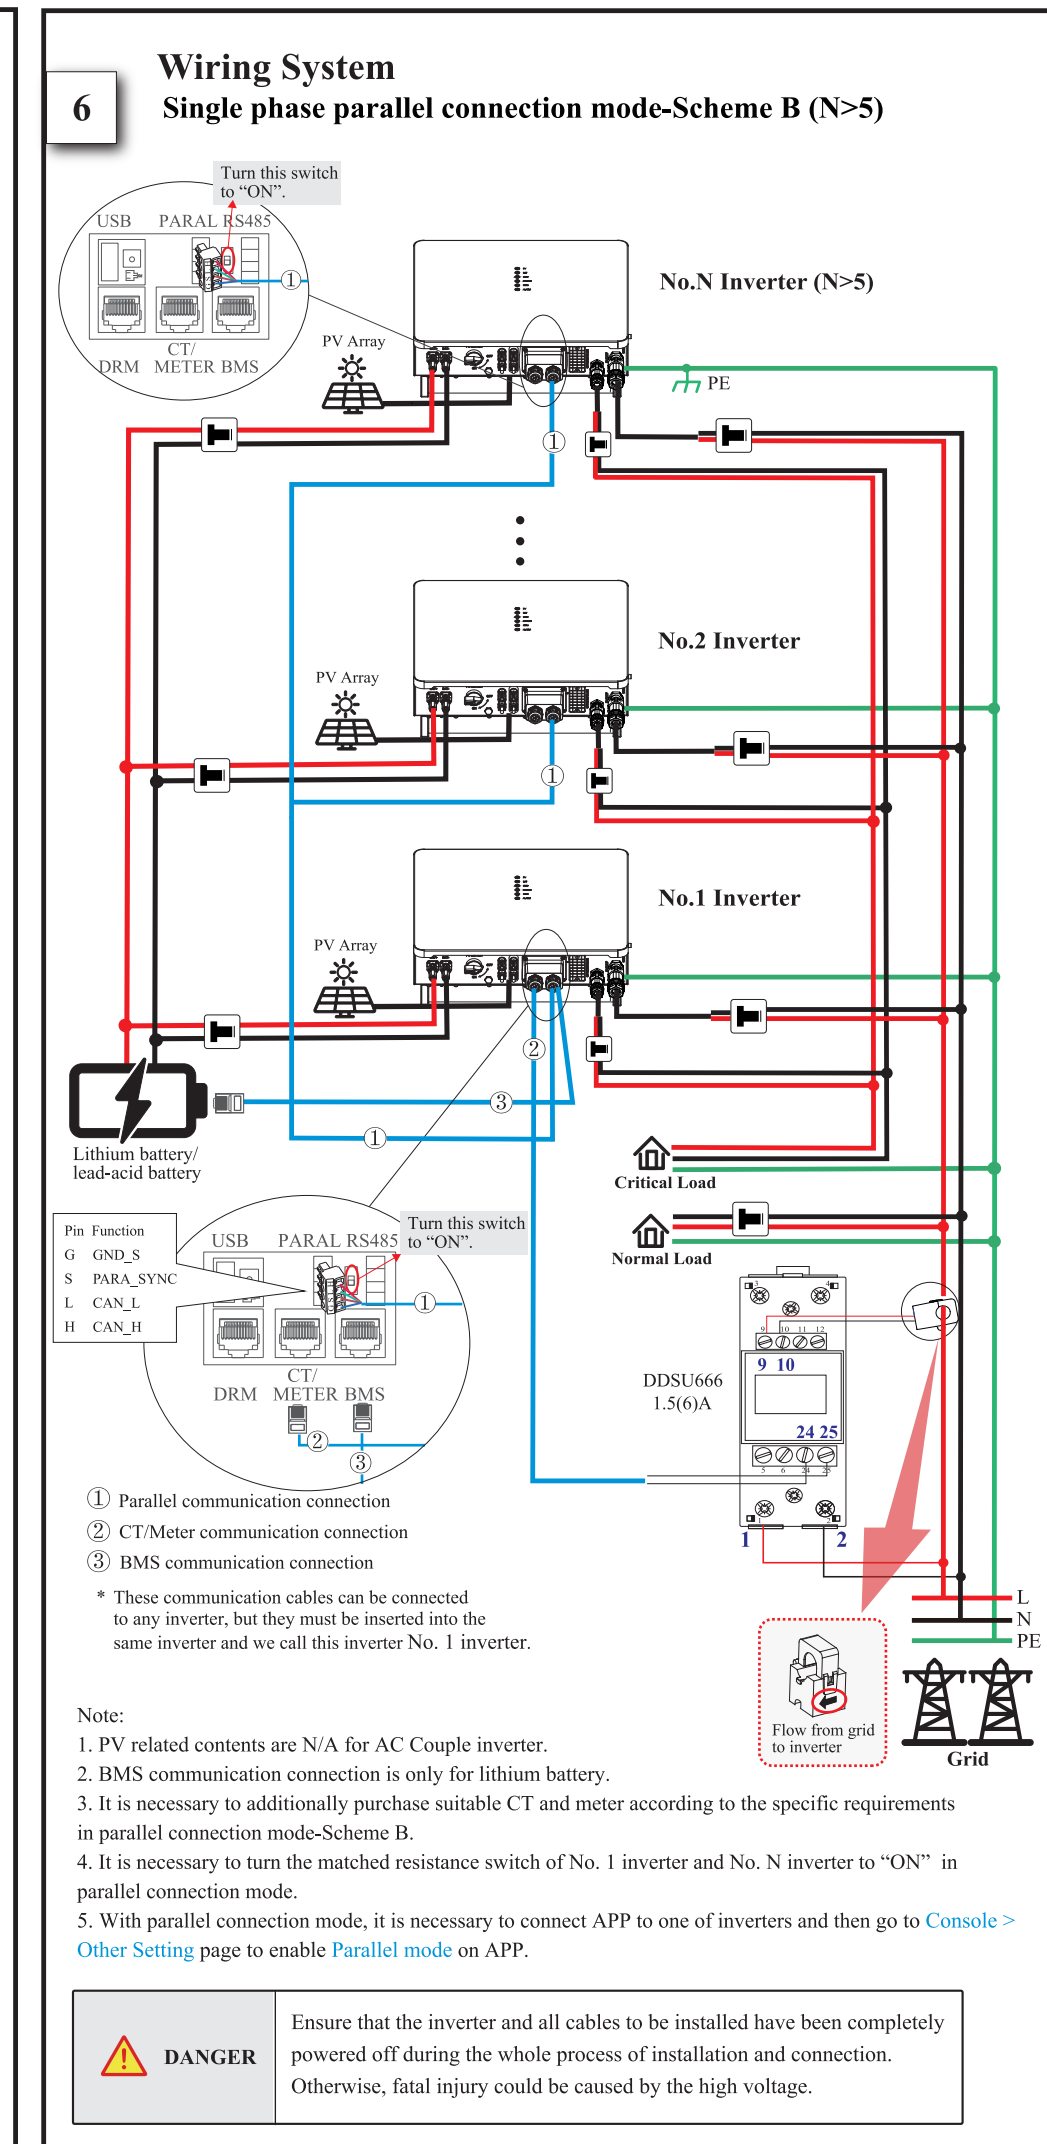 6
Wiring System
Single phase parallel connection mode-Scheme B (N>5)
Turn this switch
to “ON”.
USB PARAL RS485
①
DRM CT/
METER BMS
PV Array
No.N Inverter (N>5)
PE
①
PV Array
No.2 Inverter
①
PV Array
No.1 Inverter
②
③
①
Lithium battery/
lead-acid battery
Critical Load
Normal Load
Pin Function
G GND_S
S PARA_SYNC
L CAN_L
H CAN_H
Turn this switch
to “ON”.
USB PARAL RS485
①
DRM CT/
METER BMS
②
③
DDSU666
1.5(6)A
3 4
9 10 11 12
9 10
24 25
5 6 24 25
1 2
1 2
① Parallel communication connection
② CT/Meter communication connection
③ BMS communication connection
* These communication cables can be connected
to any inverter, but they must be inserted into the
same inverter and we call this inverter No. 1 inverter.
L
N
PE
Flow from grid
to inverter
Grid
Note:
1. PV related contents are N/A for AC Couple inverter.
2. BMS communication connection is only for lithium battery.
3. It is necessary to additionally purchase suitable CT and meter according to the specific requirements
in parallel connection mode-Scheme B.
4. It is necessary to turn the matched resistance switch of No. 1 inverter and No. N inverter to “ON” in
parallel connection mode.
5. With parallel connection mode, it is necessary to connect APP to one of inverters and then go to Console >
Other Setting page to enable Parallel mode on APP.
DANGER
Ensure that the inverter and all cables to be installed have been completely
powered off during the whole process of installation and connection.
Otherwise, fatal injury could be caused by the high voltage.